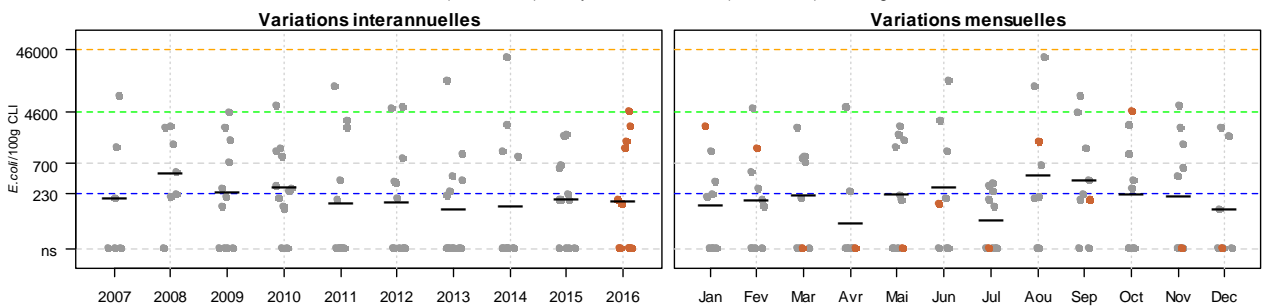 Variations interannuelles
Variations mensuelles
E.coli/100g CLI
46000
4600
700
230
ns
2007 2008 2009 2010 2011 2012 2013 2014 2015 2016
Jan Fev Mar Avr Mai Jun Jul Aou Sep Oct Nov Dec